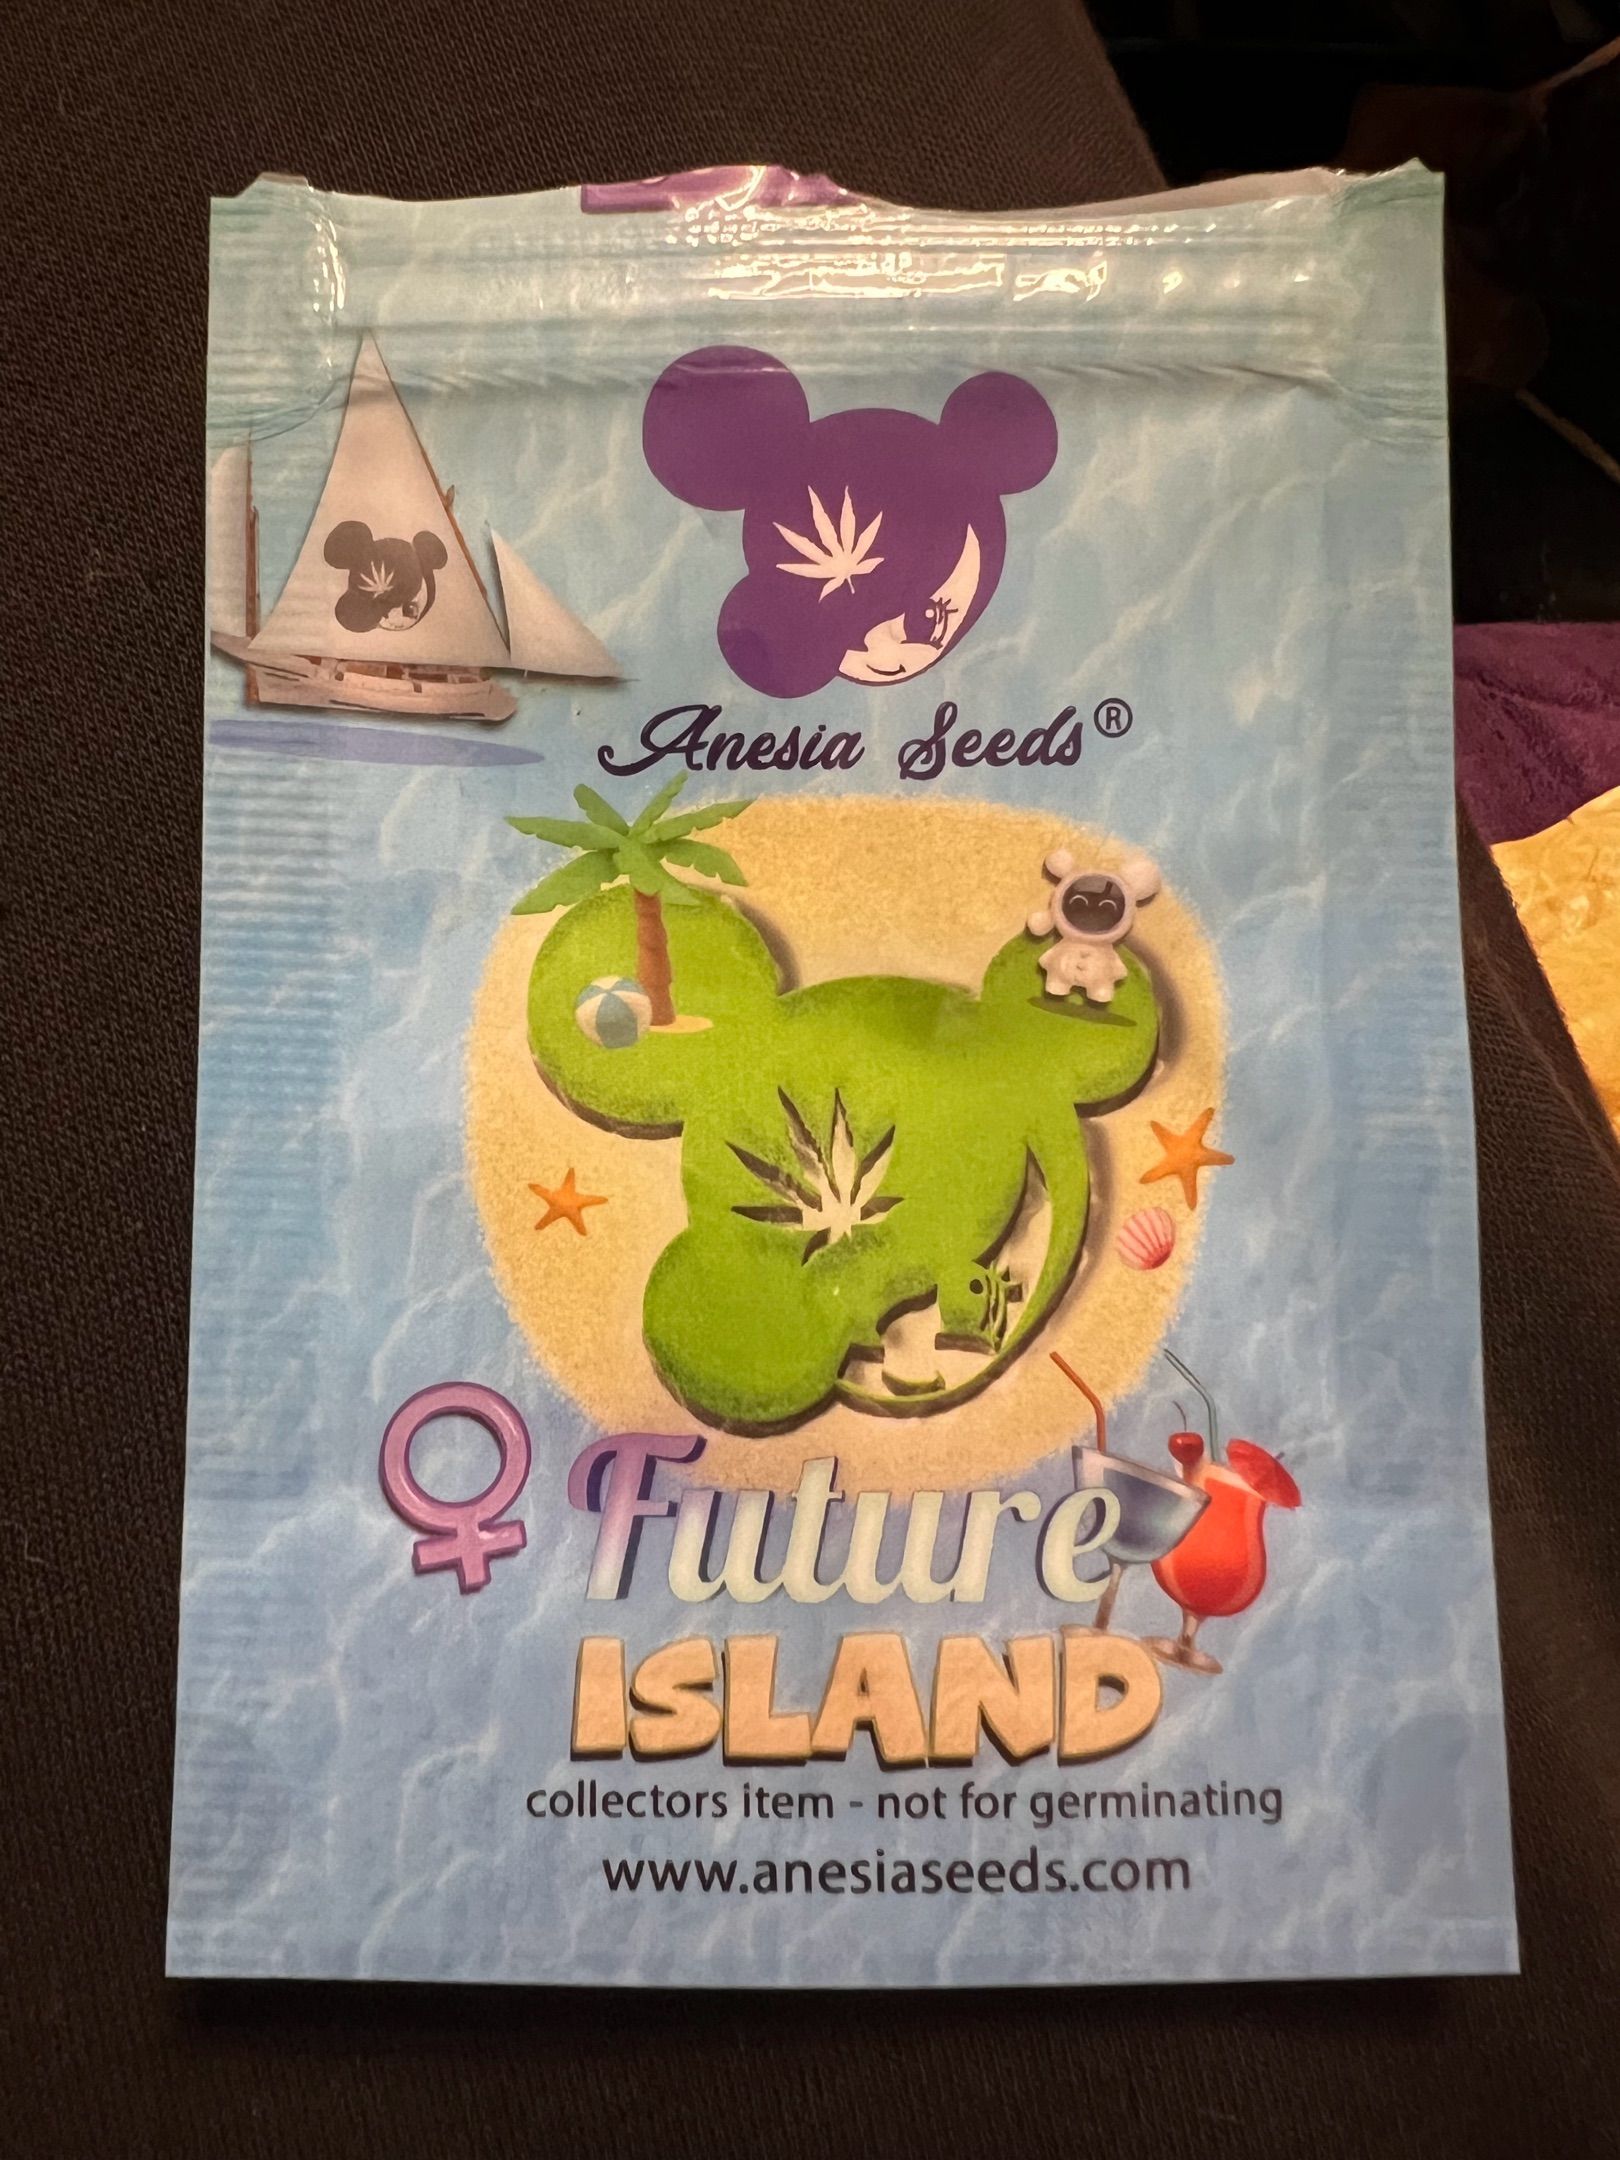 Anesia Seeds®
Future
ISLAND
collectors item - not for germinating
www.anesiaseeds.com